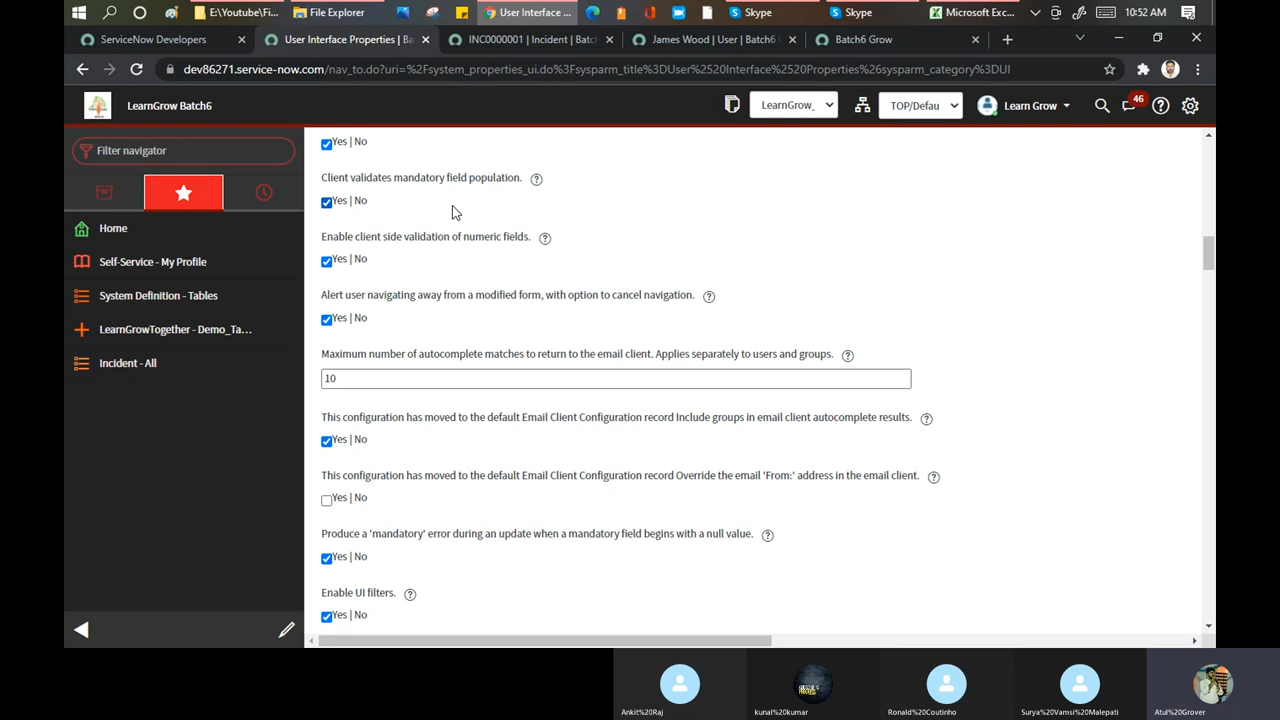 E:\Youtube\Fi...
File Explorer
User Interface ...
Skype
Skype
Microsoft Exc...
10:52 AM
ServiceNow Developers
User Interface Properties | Ba
INC0000001 | Incident | Batc
James Wood | User | Batch6
Batch6 Grow
dev86271.service-now.com/nav_to.do?uri=%2Fsystem_properties_ui.do%3Fsysparm_title%3DUser%2520Interface%2520Properties%26sysparm_category%3DUI
LearnGrow Batch6
LearnGrow_
TOP/Defau
Learn Grow
46
Filter navigator
Home
Self-Service - My Profile
System Definition - Tables
LearnGrowTogether - Demo_Ta...
Incident - All
Yes | No
Client validates mandatory field population.
Yes | No
Enable client side validation of numeric fields.
Yes | No
Alert user navigating away from a modified form, with option to cancel navigation.
Yes | No
Maximum number of autocomplete matches to return to the email client. Applies separately to users and groups.
10
This configuration has moved to the default Email Client Configuration record Include groups in email client autocomplete results.
Yes | No
This configuration has moved to the default Email Client Configuration record Override the email 'From:' address in the email client.
Yes | No
Produce a 'mandatory' error during an update when a mandatory field begins with a null value.
Yes | No
Enable UI filters.
Yes | No
Ankit%20Raj
kunal%20kumar
Ronald%20Coutinho
Surya%20Vamsi%20Malepati
Atul%20Grover